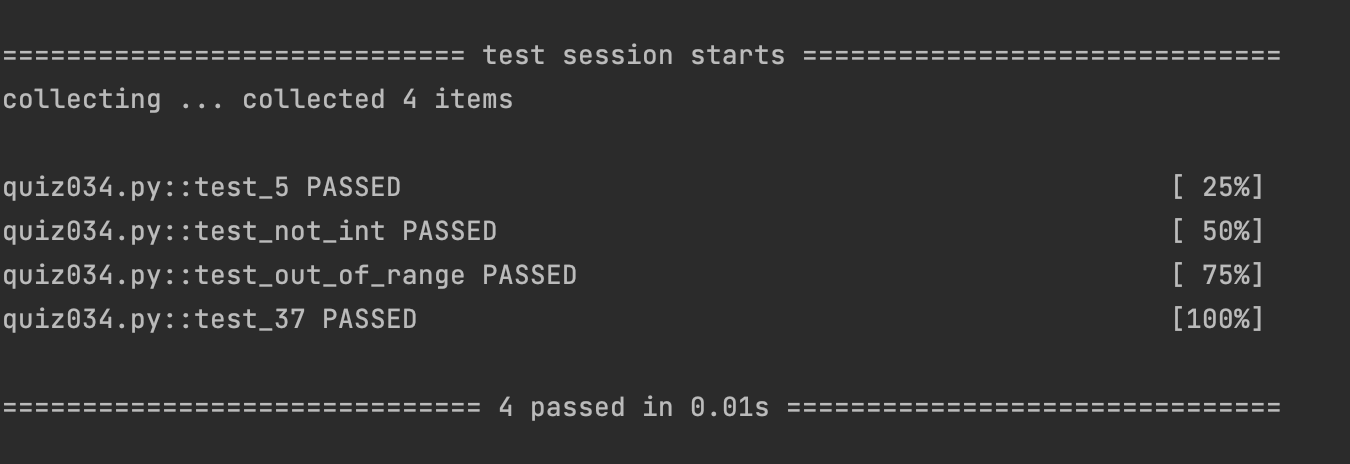 ============================= test session starts ==============================
collecting ... collected 4 items
quiz034.py::test_5 PASSED [ 25%]
quiz034.py::test_not_int PASSED [ 50%]
quiz034.py::test_out_of_range PASSED [ 75%]
quiz034.py::test_37 PASSED [100%]
============================== 4 passed in 0.01s ===============================